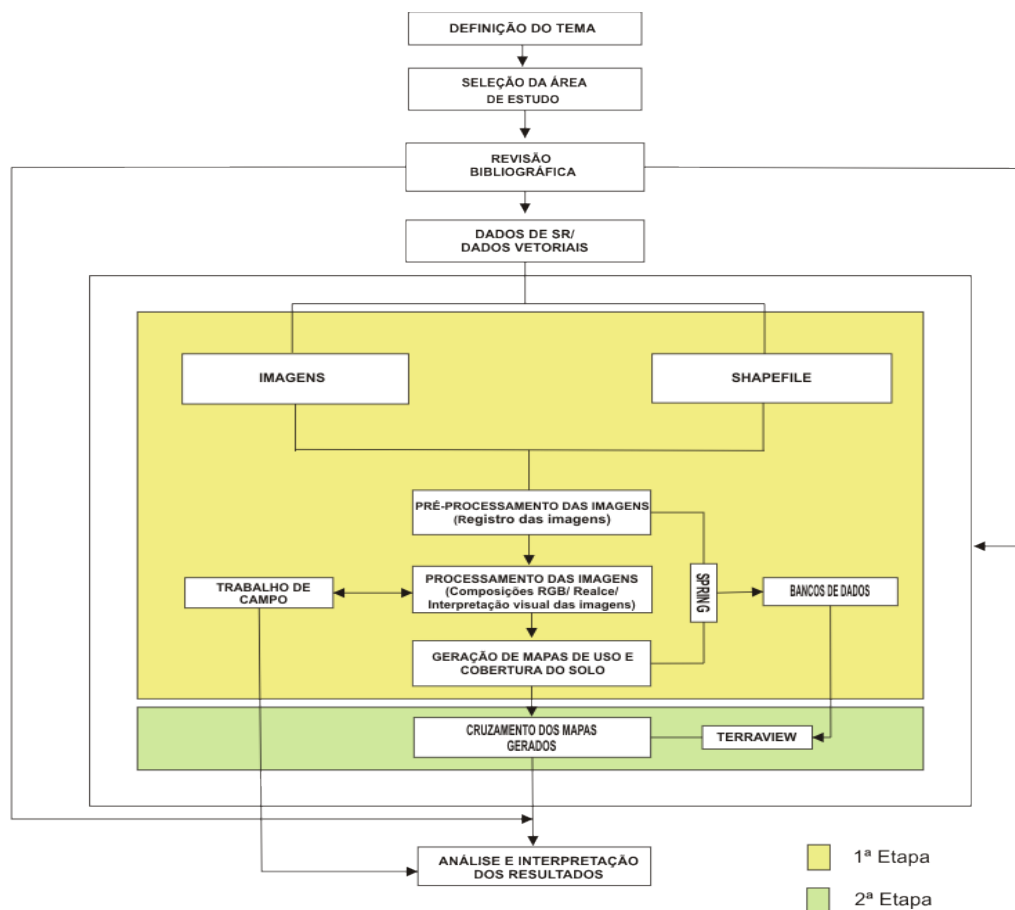 DEFINIÇÃO DO TEMA
SELEÇÃO DA ÁREA
DE ESTUDO
REVISÃO
BIBLIOGRÁFICA
DADOS DE SR/
DADOS VETORIAIS
IMAGENS
SHAPEFILE
PRÉ-PROCESSAMENTO DAS IMAGENS
(Registro das imagens)
TRABALHO DE
CAMPO
PROCESSAMENTO DAS IMAGENS
(Composições RGB/ Realce/
Interpretação visual das imagens)
SPRING
BANCOS DE DADOS
GERAÇÃO DE MAPAS DE USO E
COBERTURA DO SOLO
CRUZAMENTO DOS MAPAS
GERADOS
TERRAVIEW
ANÁLISE E INTERPRETAÇÃO
DOS RESULTADOS
1ª Etapa
2ª Etapa